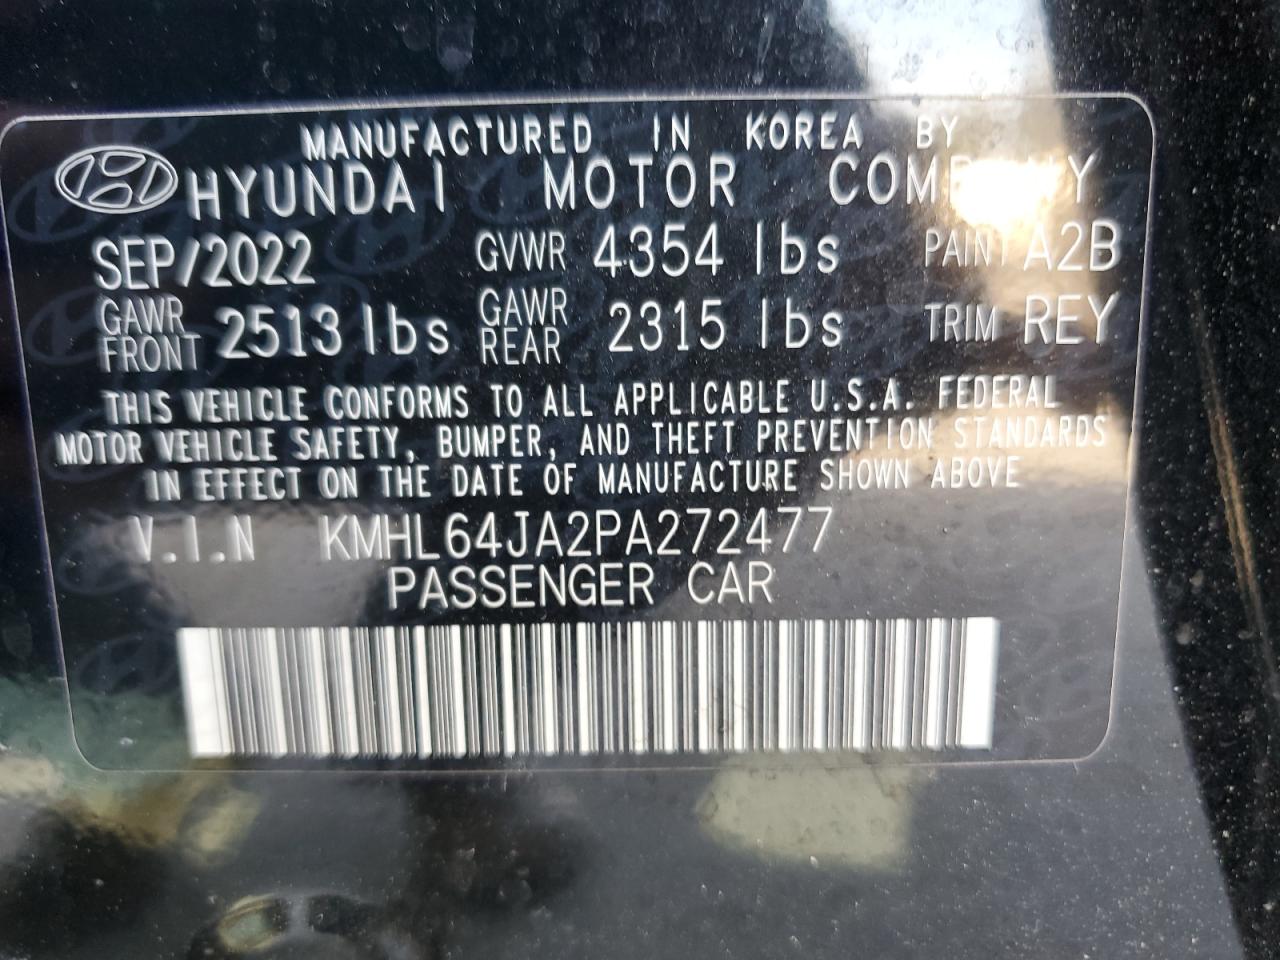 MANUFACTURED IN KOREA BY
HYUNDAI MOTOR COMPANY
SEP/2022 GVWR 4354 lbs PAINT A2B
GAWR FRONT 2513 lbs GAWR REAR 2315 lbs TRIM REY
THIS VEHICLE CONFORMS TO ALL APPLICABLE U.S.A. FEDERAL
MOTOR VEHICLE SAFETY, BUMPER, AND THEFT PREVENTION STANDARDS
IN EFFECT ON THE DATE OF MANUFACTURE SHOWN ABOVE
V.I.N KMHL64JA2PA272477
PASSENGER CAR